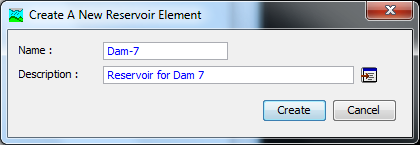 Create A New Reservoir Element
Name : Dam-7
Description : Reservoir for Dam 7
Create Cancel